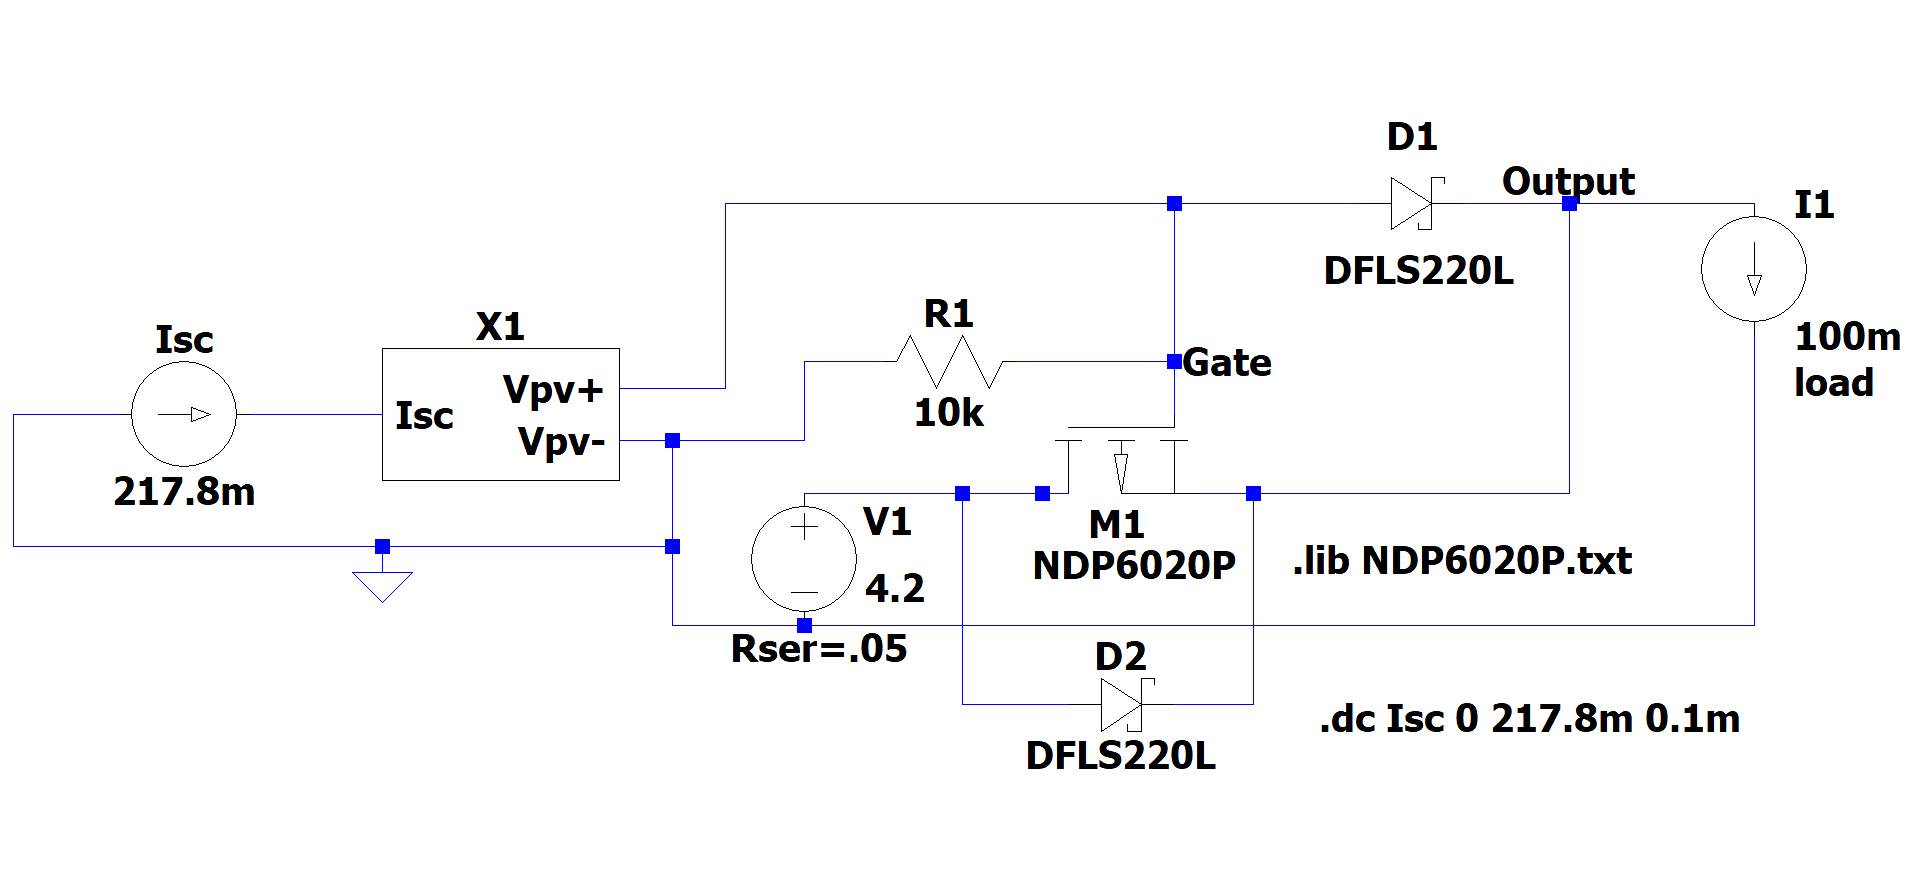 D1
Output
I1
DFLS220L
R1
X1
Isc
Vpv+
Gate
100m
load
Isc
Vpv-
10k
217.8m
V1
M1
4.2
NDP6020P
.lib NDP6020P.txt
Rser=.05
D2
.dc Isc 0 217.8m 0.1m
DFLS220L